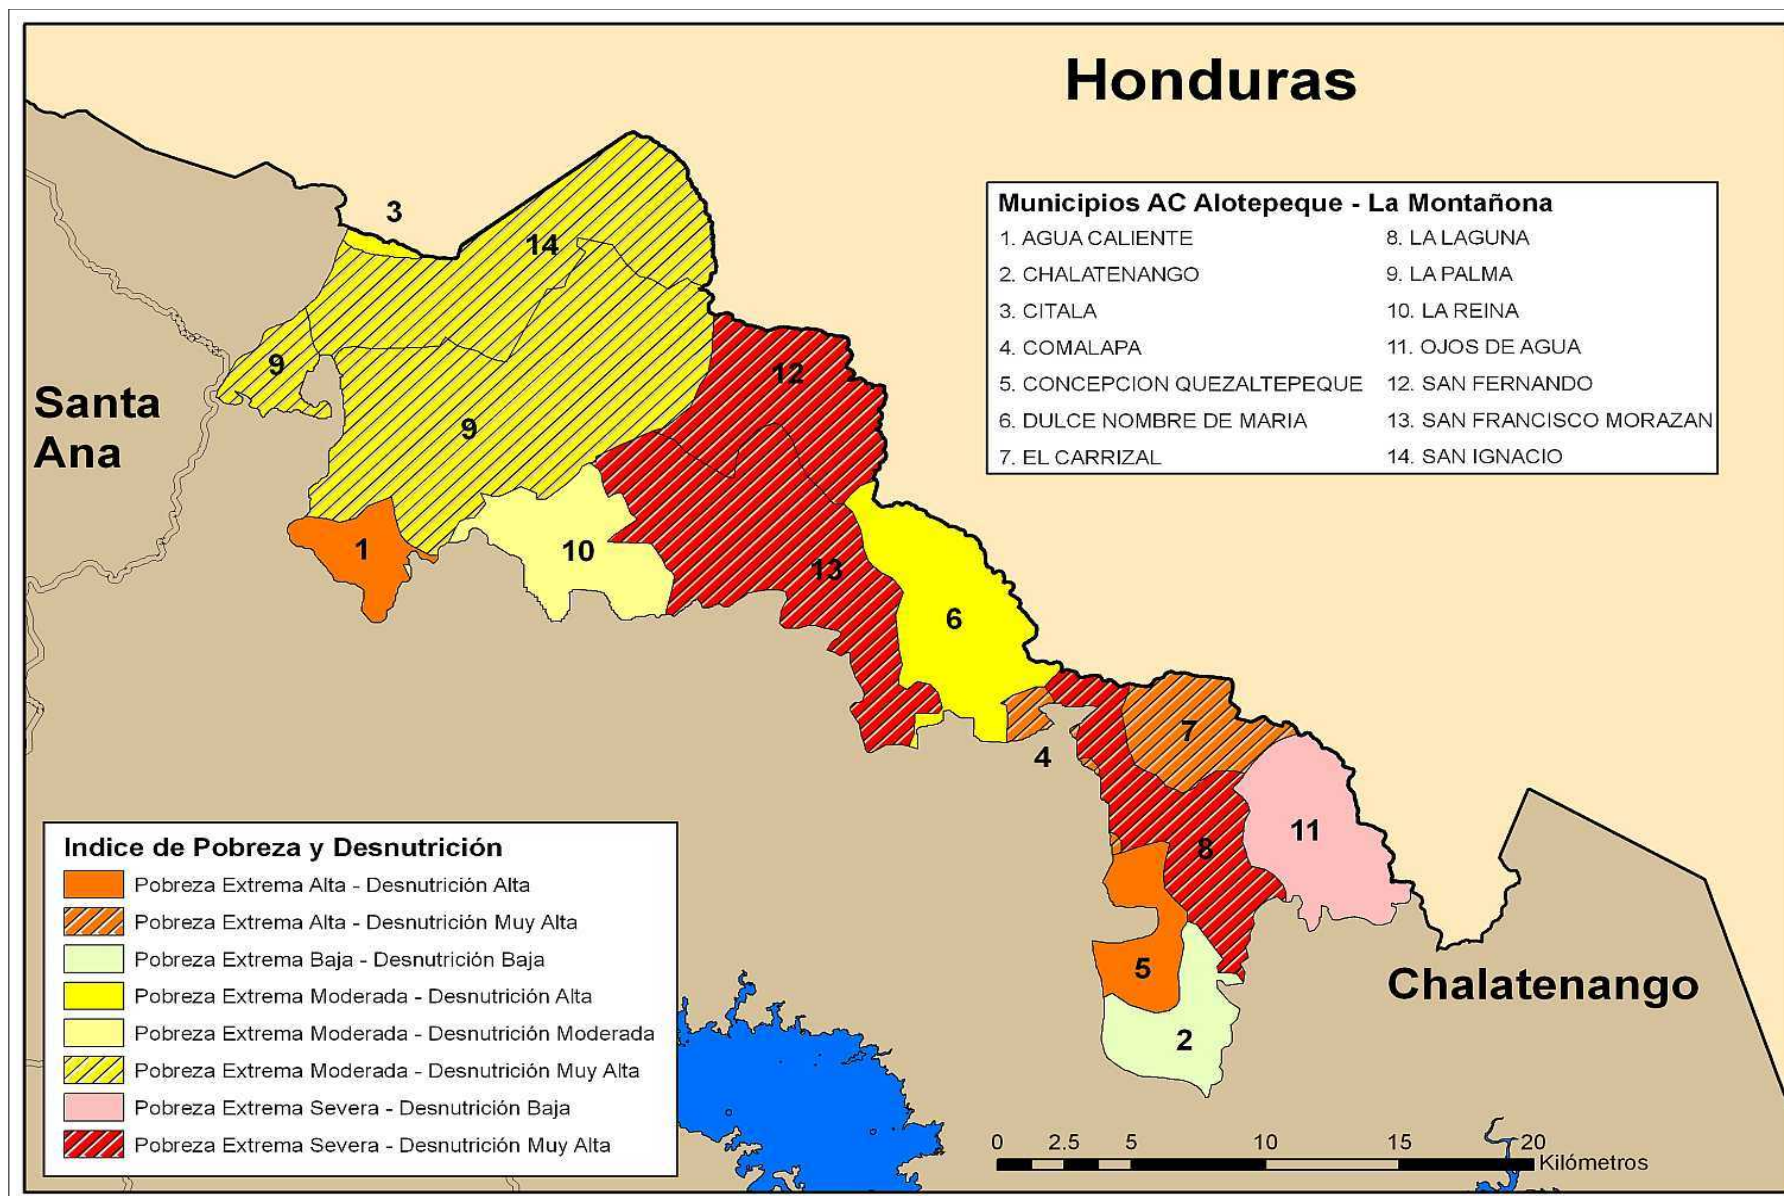 Honduras
Municipios AC Alotepeque - La Montañona
1. AGUA CALIENTE
2. CHALATENANGO
3. CITALA
4. COMALAPA
5. CONCEPCION QUEZALTEPEQUE
6. DULCE NOMBRE DE MARIA
7. EL CARRIZAL
8. LA LAGUNA
9. LA PALMA
10. LA REINA
11. OJOS DE AGUA
12. SAN FERNANDO
13. SAN FRANCISCO MORAZAN
14. SAN IGNACIO
3
14
12
9
9
Santa
Ana
1
10
13
6
7
4
11
8
5
2
Chalatenango
Indice de Pobreza y Desnutrición
Pobreza Extrema Alta - Desnutrición Alta
Pobreza Extrema Alta - Desnutrición Muy Alta
Pobreza Extrema Baja - Desnutrición Baja
Pobreza Extrema Moderada - Desnutrición Alta
Pobreza Extrema Moderada - Desnutrición Moderada
Pobreza Extrema Moderada - Desnutrición Muy Alta
Pobreza Extrema Severa - Desnutrición Baja
Pobreza Extrema Severa - Desnutrición Muy Alta
0 2.5 5 10 15 20
Kilómetros